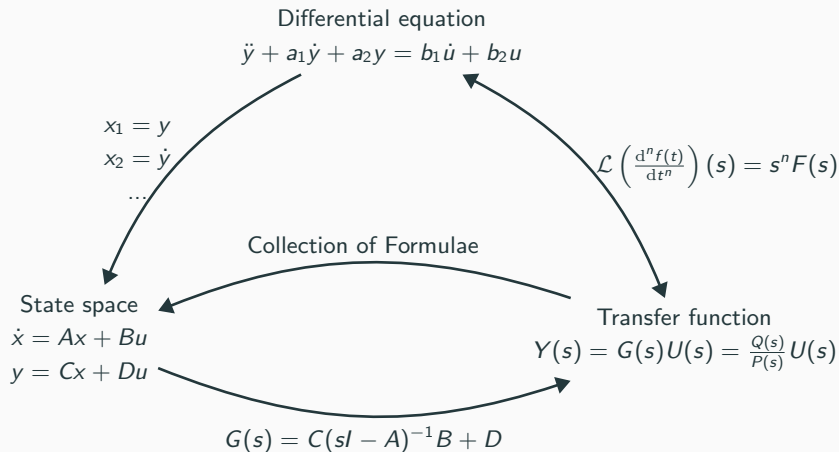 Differential equation
ÿ + a₁ẏ + a₂y = b₁u̇ + b₂u
x₁ = y
x₂ = ẏ
...
ℒ (dⁿf(t)/dtⁿ) (s) = sⁿF(s)
Collection of Formulae
State space
ẋ = Ax + Bu
y = Cx + Du
Transfer function
Y(s) = G(s)U(s) = Q(s)/P(s) U(s)
G(s) = C(sI − A)⁻¹B + D